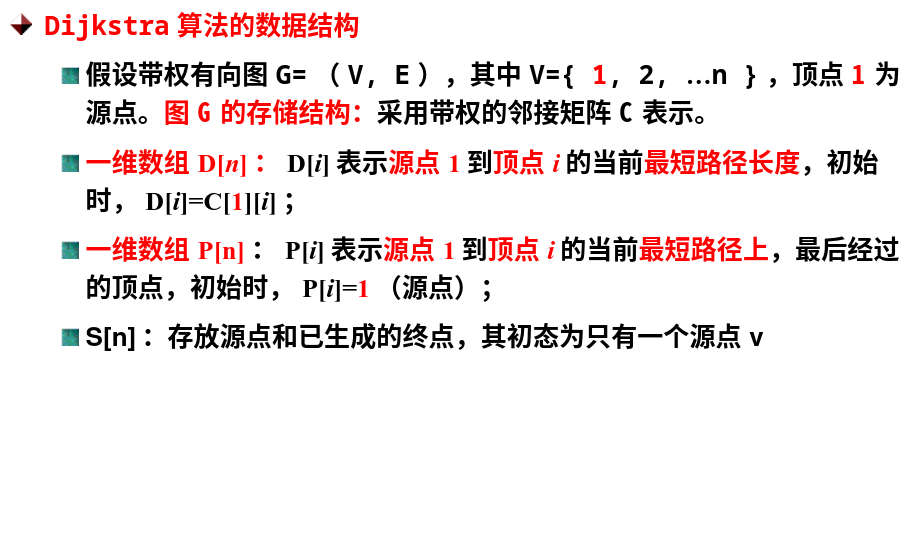 Dijkstra 算法的数据结构
假设带权有向图 G= （ V, E ），其中 V={ 1, 2, …n }，顶点 1 为
源点。图 G 的存储结构：采用带权的邻接矩阵 C 表示。
一维数组 D[n]： D[i] 表示源点 1 到顶点 i 的当前最短路径长度，初始
时， D[i]=C[1][i]；
一维数组 P[n]： P[i] 表示源点 1 到顶点 i 的当前最短路径上，最后经过
的顶点，初始时， P[i]=1 （源点）；
S[n]：存放源点和已生成的终点，其初态为只有一个源点 v